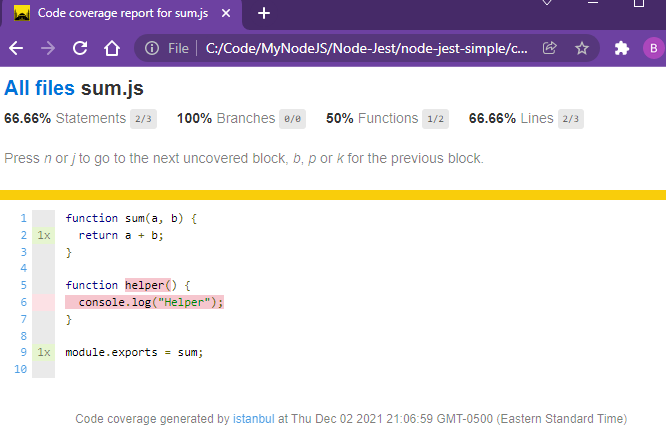 Code coverage report for sum.js
File C:/Code/MyNodeJS/Node-Jest/node-jest-simple/c... B
All files sum.js
66.66% Statements 2/3 100% Branches 0/0 50% Functions 1/2 66.66% Lines 2/3
Press n or j to go to the next uncovered block, b, p or k for the previous block.
1 function sum(a, b) {
2 1x return a + b;
3 }
4
5 function helper() {
6 console.log("Helper");
7 }
8
9 1x module.exports = sum;
10
Code coverage generated by istanbul at Thu Dec 02 2021 21:06:59 GMT-0500 (Eastern Standard Time)